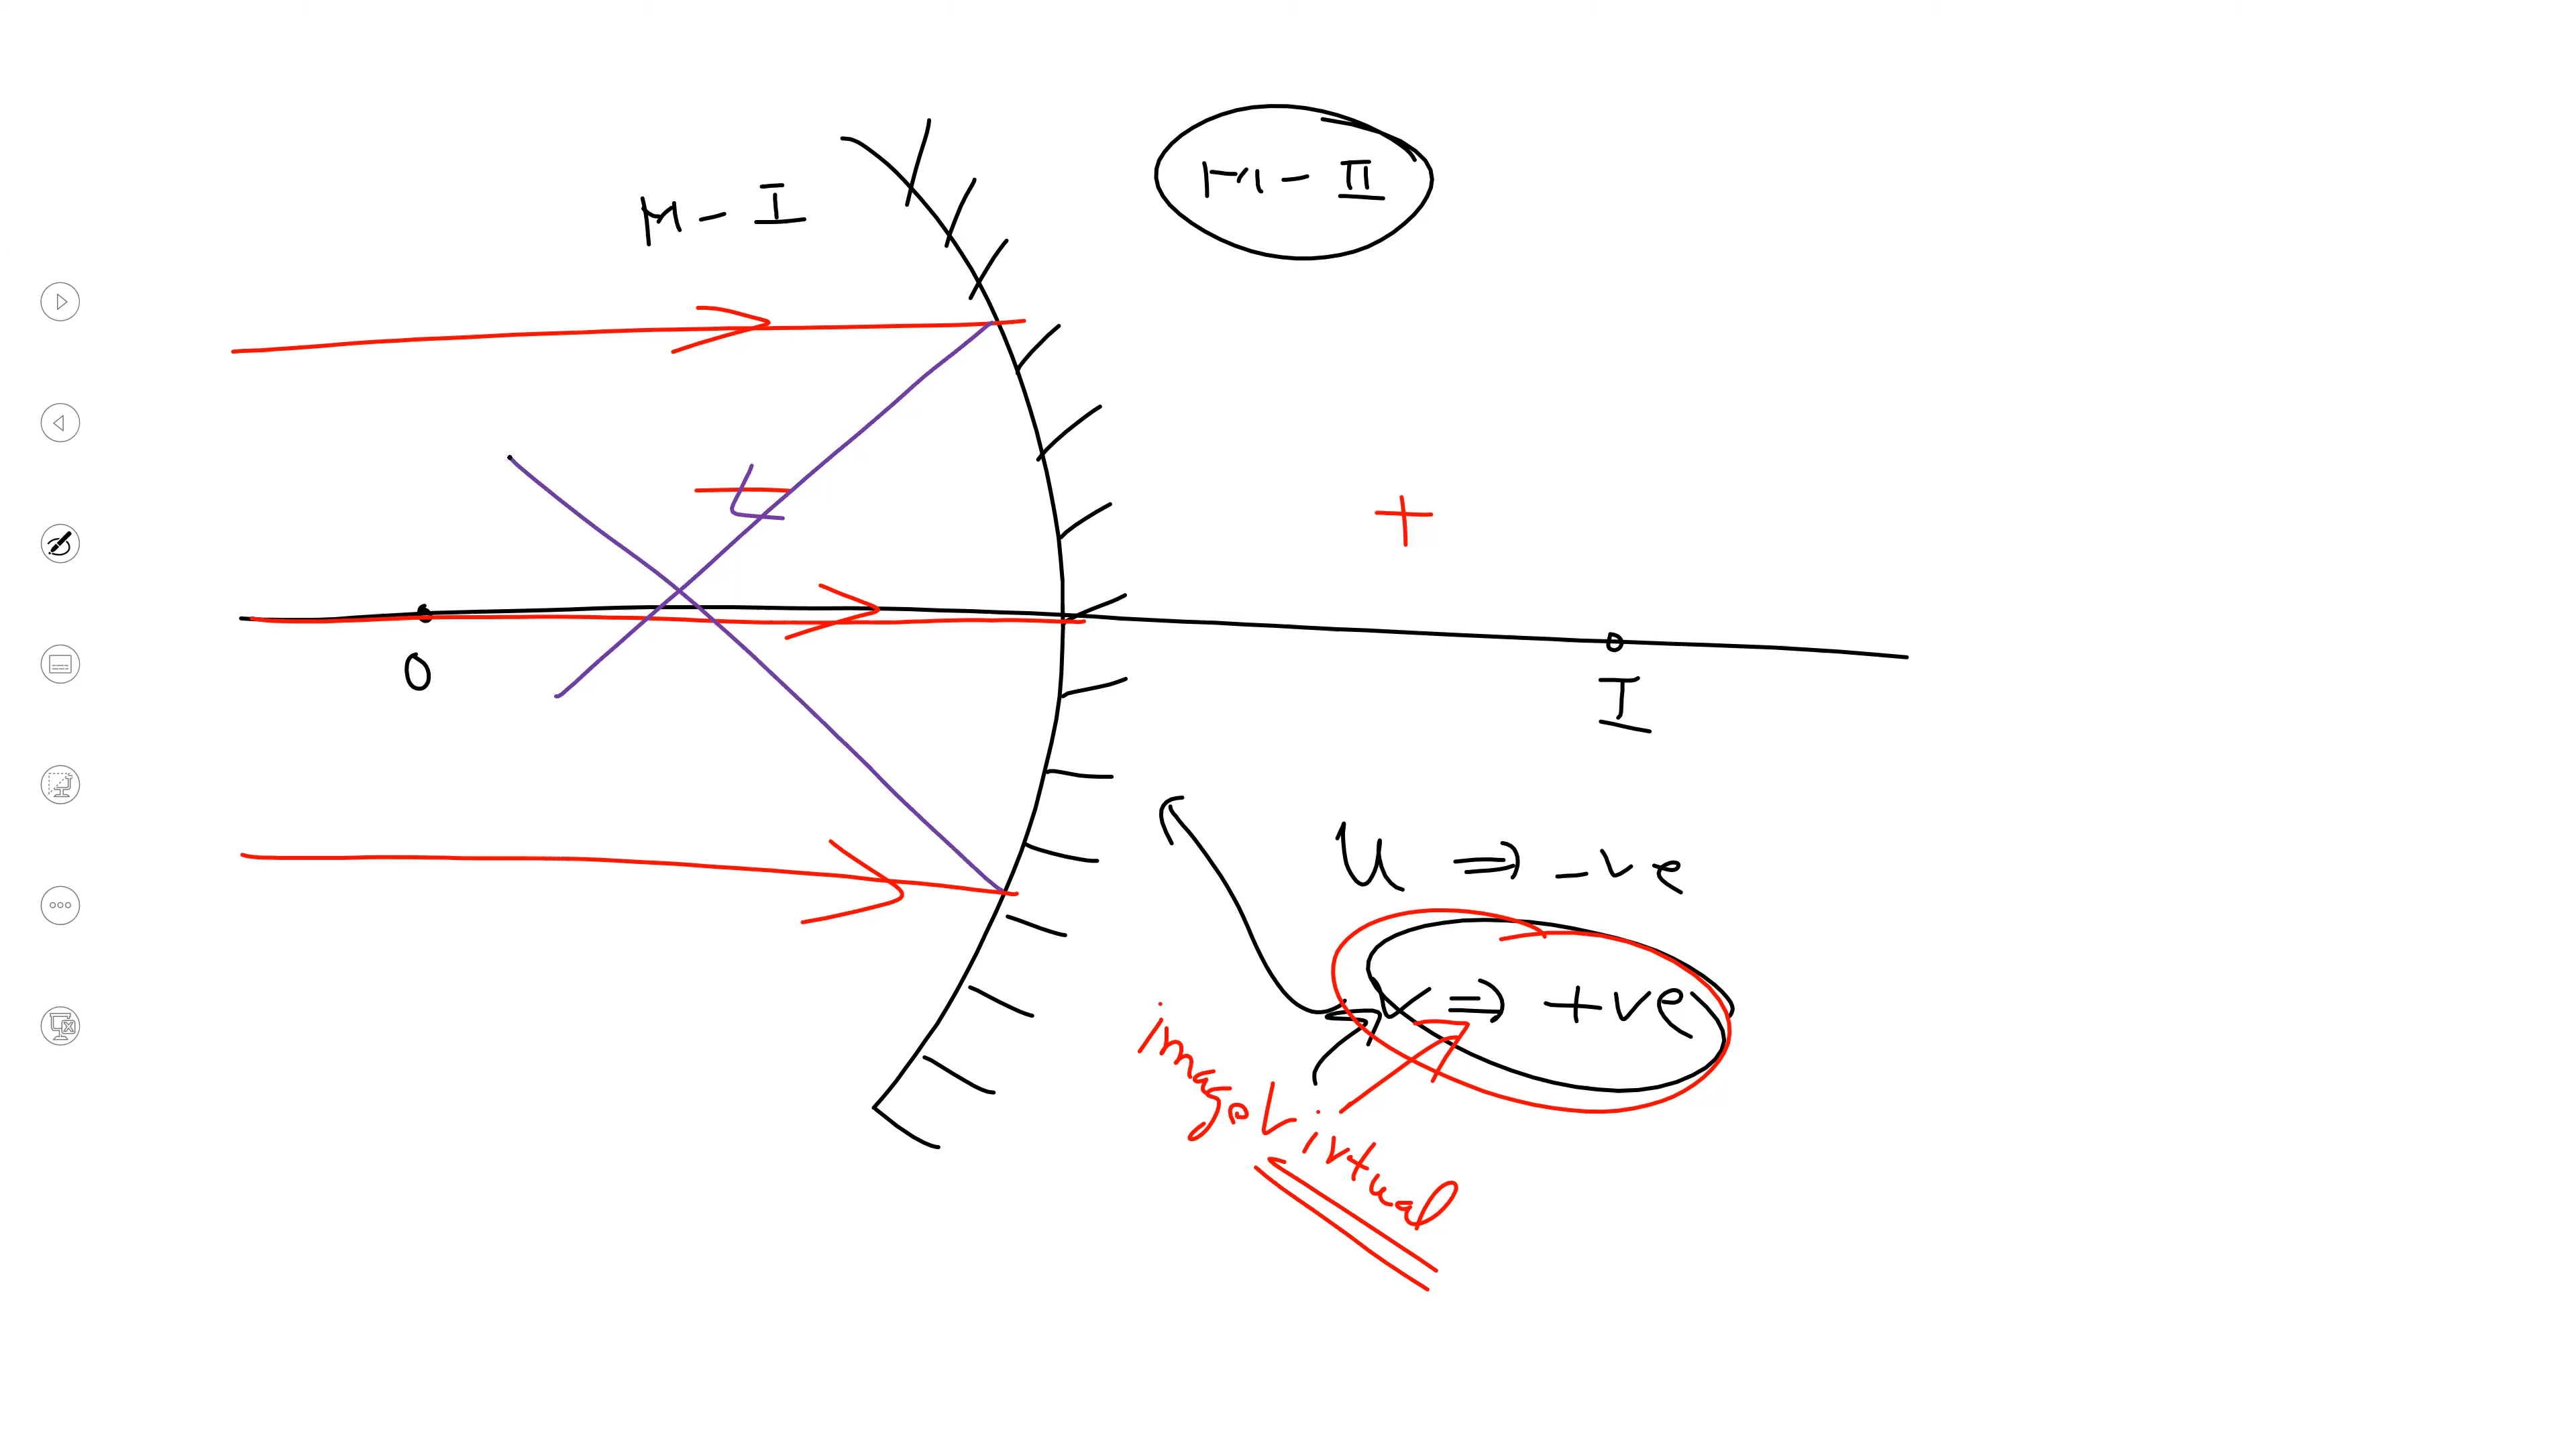 M - I
M - II
+
O
I
u ⇒ -ve
v ⇒ +ve
image virtual